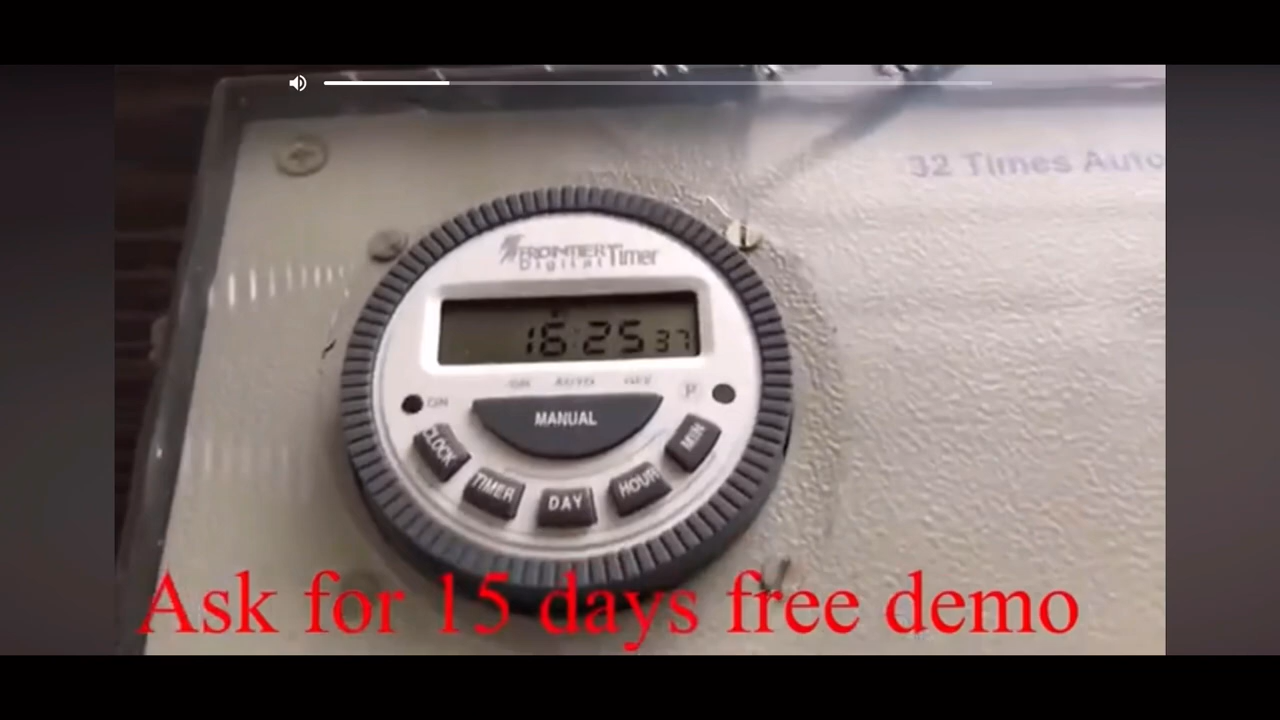 32 Times Auto
FRONTIER
Digital Timer
16:25 37
ON AUTO OFF
ON
P
MANUAL
CLOCK
TIMER
DAY
HOUR
MIN
Ask for 15 days free demo